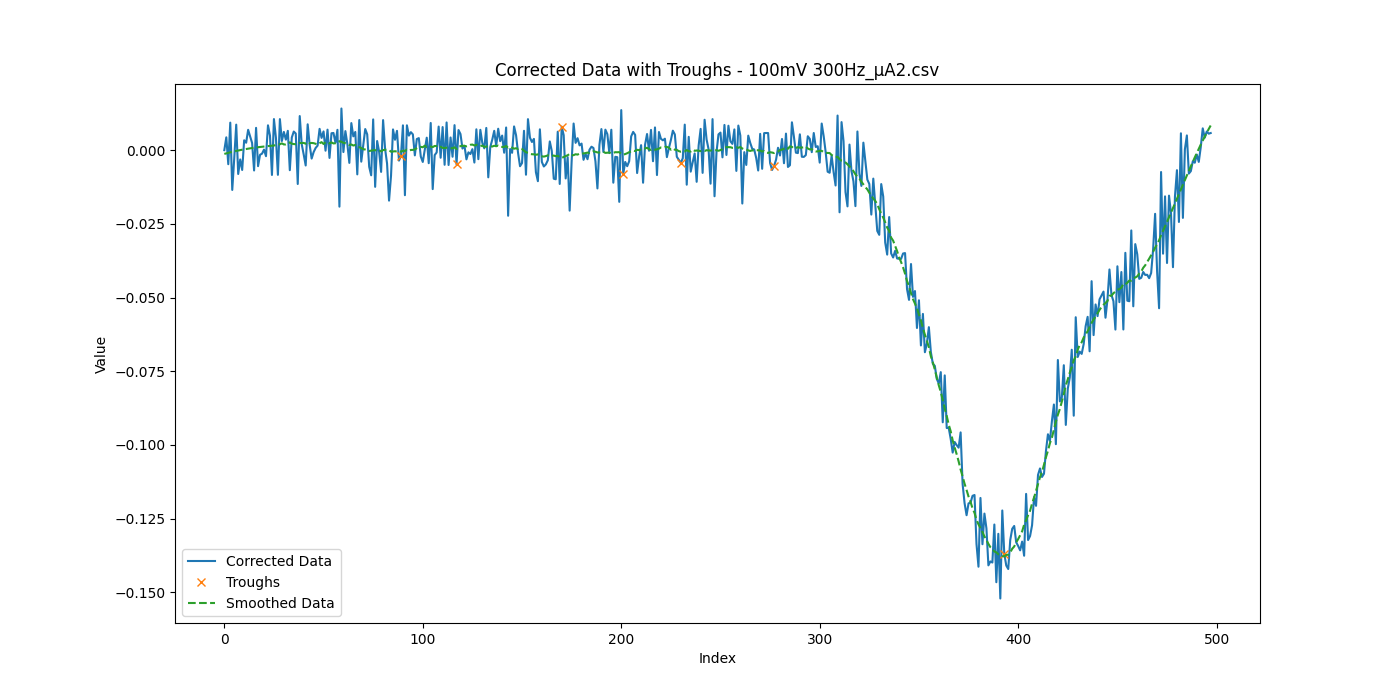 Corrected Data with Troughs - 100mV 300Hz_μA2.csv
Value
0.000
−0.025
−0.050
−0.075
−0.100
−0.125
−0.150
Corrected Data
Troughs
Smoothed Data
0 100 200 300 400 500
Index